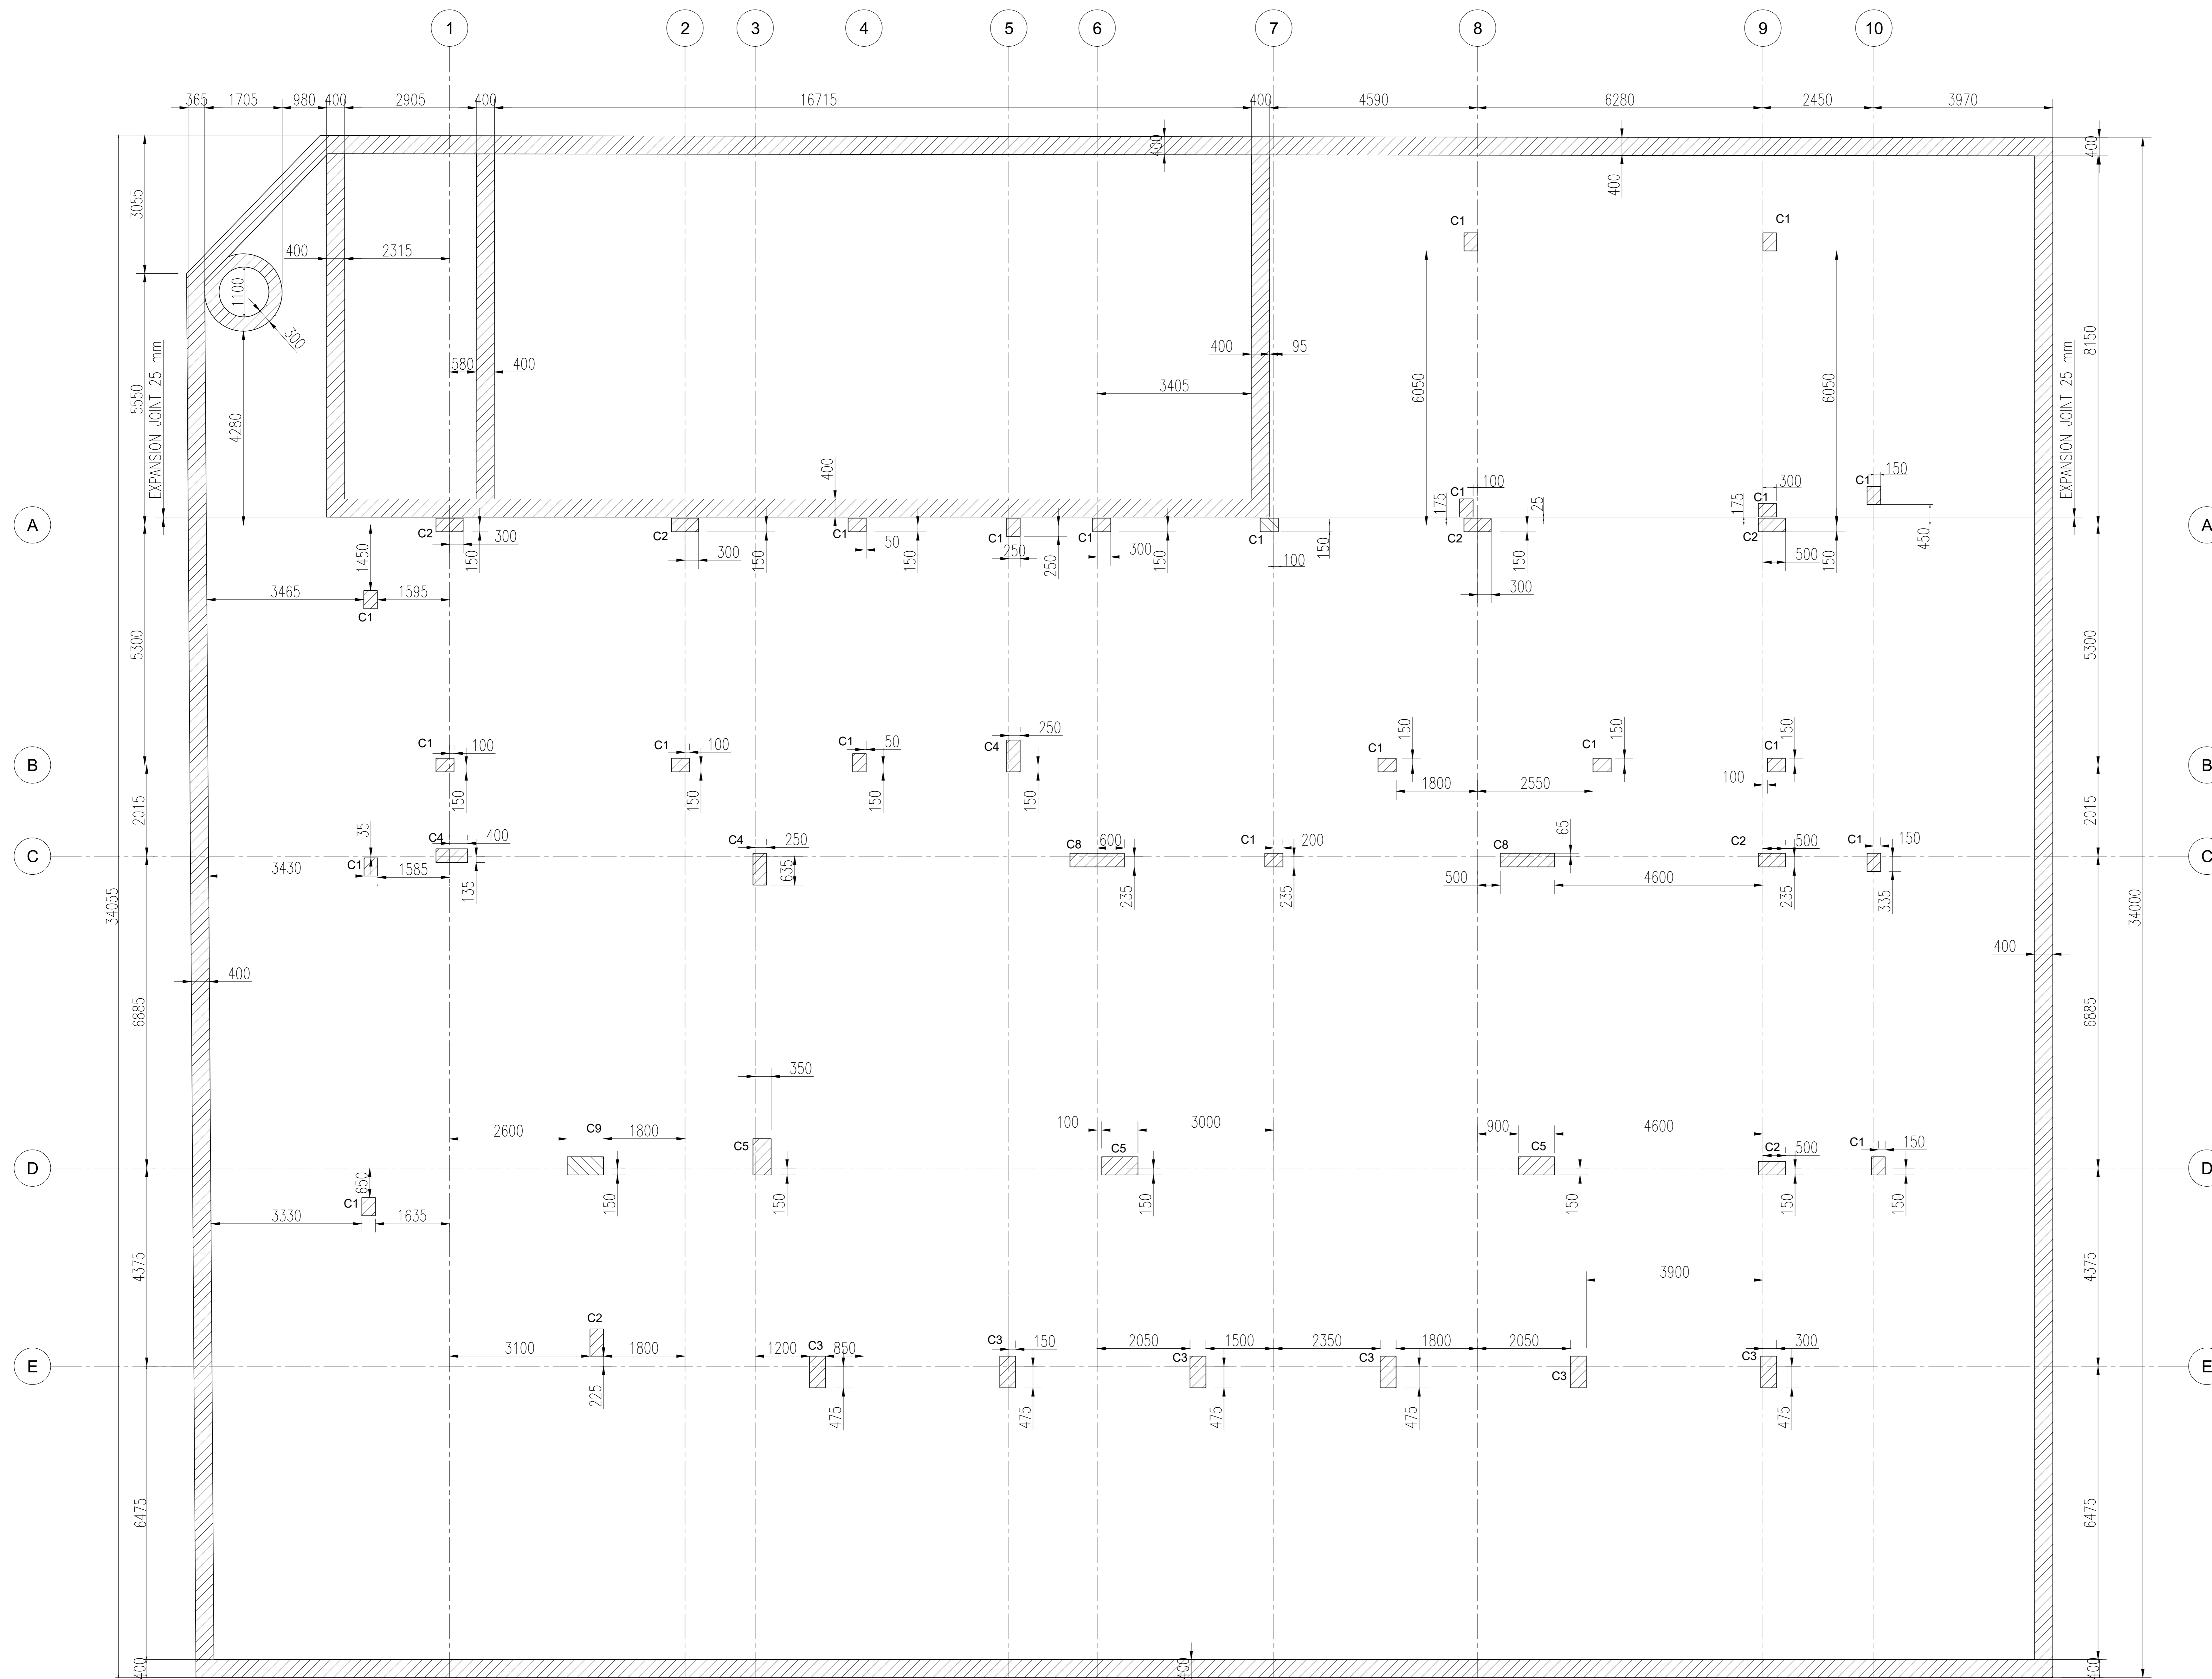 1 2 3 4 5 6 7 8 9 10
365 1705 980 400 2905 400 16715 400 4590 6280 2450 3970
3055
400
400
400
C1 C1
400 2315
1100
300
5550
EXPANSION JOINT 25 mm
4280
580 400
400 95
3405
6050
6050
8150
EXPANSION JOINT 25 mm
400
175 C1 100 25
175 C1 300
C1 150
450
A A
C2 300 150
C2 300 150
C1 50 150
C1 250 250
C1 300 150
C1 150 100
C2 150 300
C2 500 150
1450
3465 1595
C1
5300 5300
C1 100 150
C1 100 150
C1 50 150
C4 250 150
C1 150 1800
2550 C1 150
C1 150 100
B B
2015 2015
35
C1 3430 1585
C4 400 135
C4 250 635
C8 600 235
C1 200 235
C8 65 500 4600
C2 500 235
C1 150 335
C C
34055 34000
400 400
6885 6885
350
2600 C9 1800 150
C5 150
100 C5 3000 150
900 C5 4600 150
C2 500 150
C1 150 150
D D
650
C1
3330 1635
4375 4375
3900
C2
3100 1800 225
1200 C3 850 475
C3 150 475
2050 C3 1500 475
2350 C3 1800 475
2050 C3
C3 300 475
E E
6475 6475
400 400 400